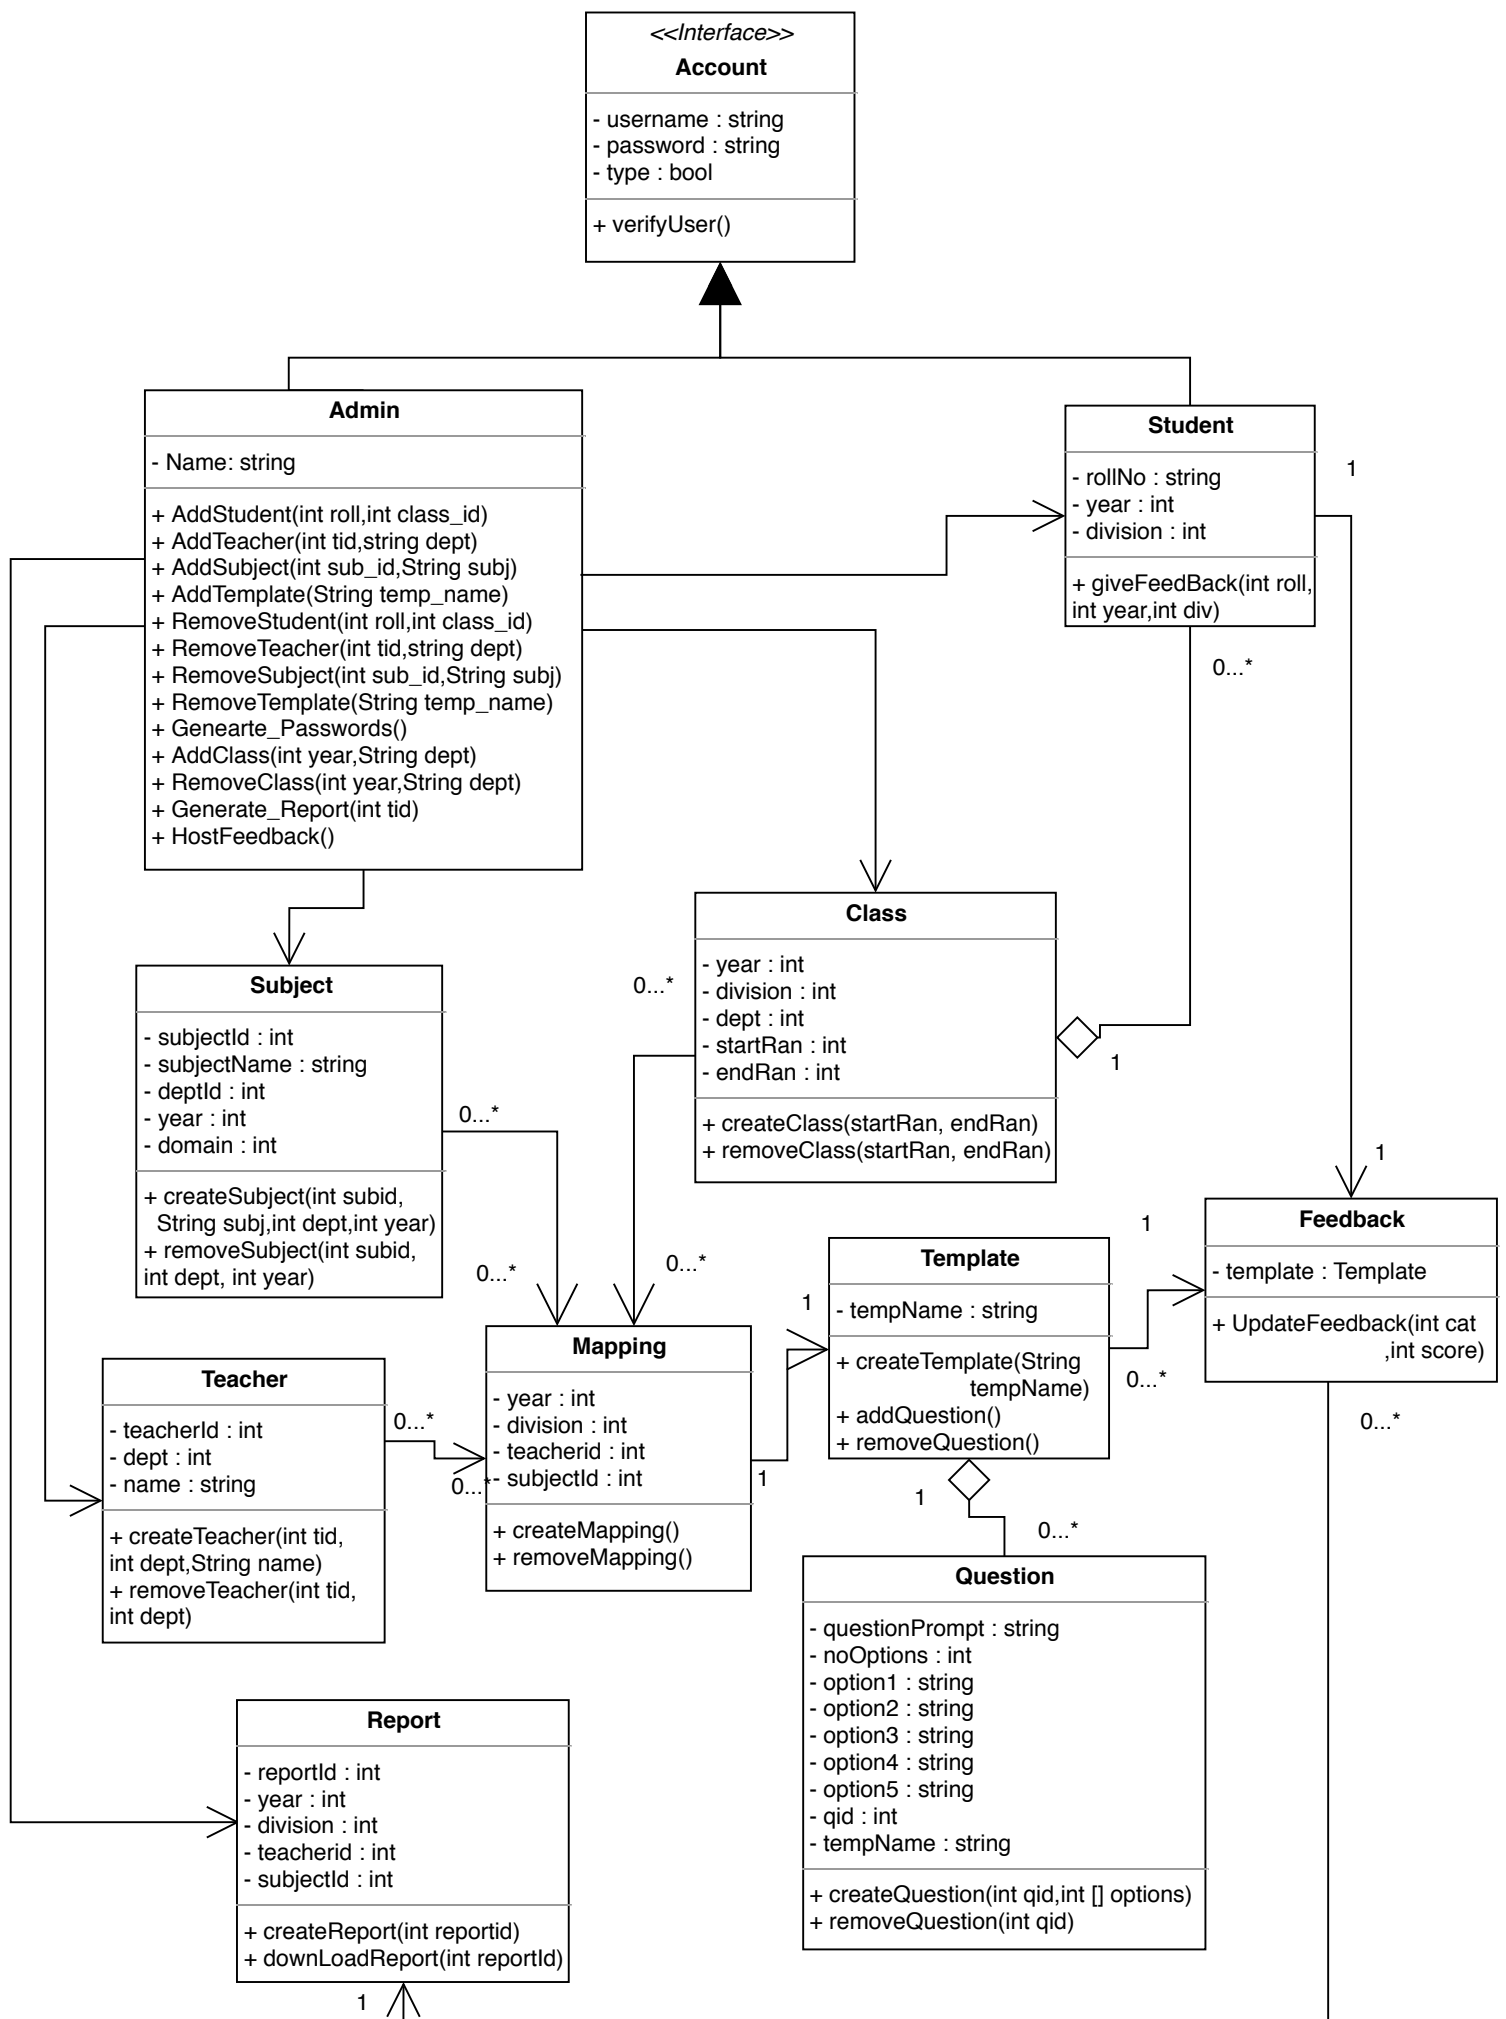 <<Interface>>
Account
- username : string
- password : string
- type : bool
+ verifyUser()
Admin
- Name: string
+ AddStudent(int roll,int class_id)
+ AddTeacher(int tid,string dept)
+ AddSubject(int sub_id,String subj)
+ AddTemplate(String temp_name)
+ RemoveStudent(int roll,int class_id)
+ RemoveTeacher(int tid,string dept)
+ RemoveSubject(int sub_id,String subj)
+ RemoveTemplate(String temp_name)
+ Genearte_Passwords()
+ AddClass(int year,String dept)
+ RemoveClass(int year,String dept)
+ Generate_Report(int tid)
+ HostFeedback()
Student
- rollNo : string
- year : int
- division : int
+ giveFeedBack(int roll,
int year,int div)
1
0...*
Class
- year : int
- division : int
- dept : int
- startRan : int
- endRan : int
+ createClass(startRan, endRan)
+ removeClass(startRan, endRan)
0...*
1
Subject
- subjectId : int
- subjectName : string
- deptId : int
- year : int
- domain : int
+ createSubject(int subid,
String subj,int dept,int year)
+ removeSubject(int subid,
int dept, int year)
0...*
0...*
0...*
1
1
Feedback
- template : Template
+ UpdateFeedback(int cat
,int score)
0...*
Template
- tempName : string
+ createTemplate(String
tempName)
+ addQuestion()
+ removeQuestion()
1
0...*
1
0...*
Mapping
- year : int
- division : int
- teacherid : int
- subjectId : int
+ createMapping()
+ removeMapping()
1
Teacher
- teacherId : int
- dept : int
- name : string
+ createTeacher(int tid,
int dept,String name)
+ removeTeacher(int tid,
int dept)
0...*
0...*
Question
- questionPrompt : string
- noOptions : int
- option1 : string
- option2 : string
- option3 : string
- option4 : string
- option5 : string
- qid : int
- tempName : string
+ createQuestion(int qid,int [] options)
+ removeQuestion(int qid)
Report
- reportId : int
- year : int
- division : int
- teacherid : int
- subjectId : int
+ createReport(int reportid)
+ downLoadReport(int reportId)
1